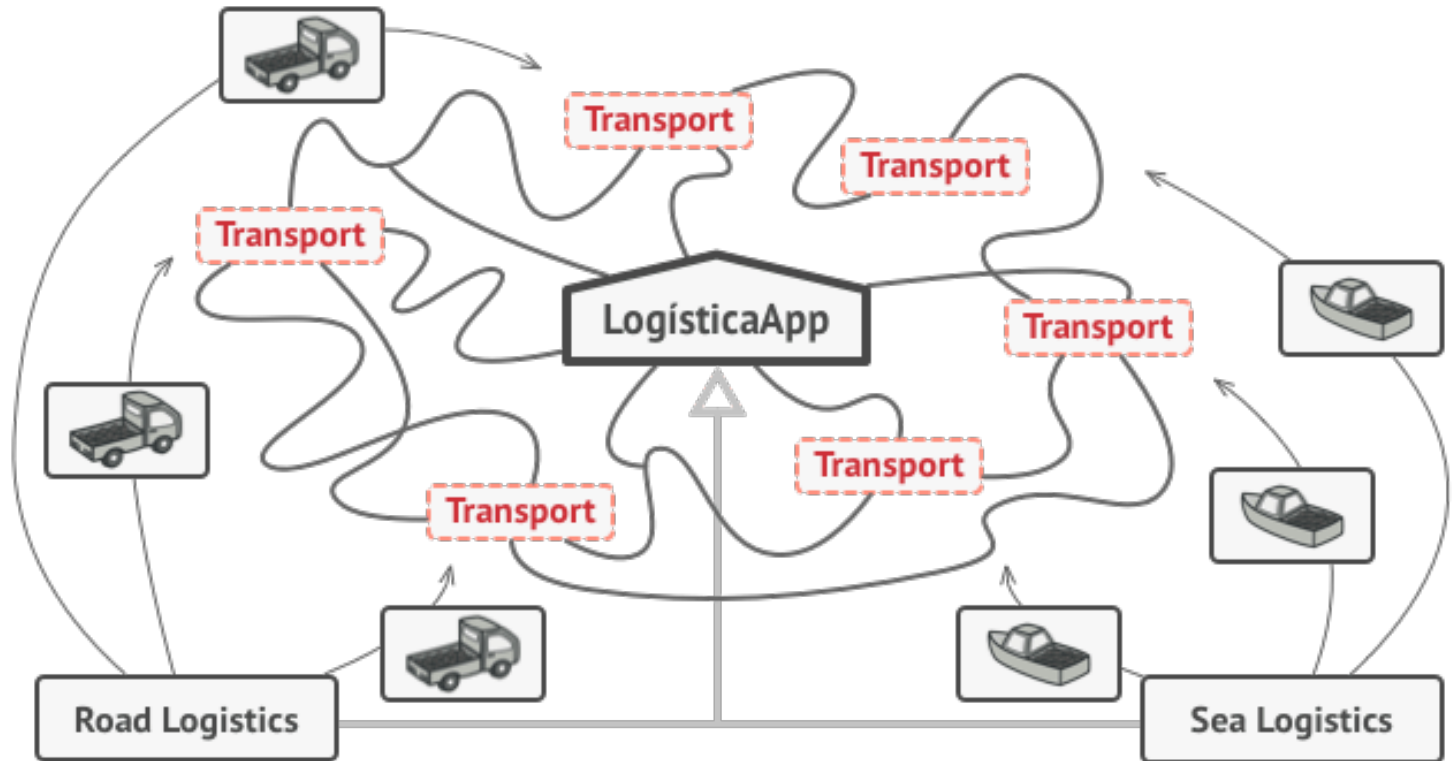 Transport
Transport
Transport
LogísticaApp
Transport
Transport
Transport
Road Logistics
Sea Logistics